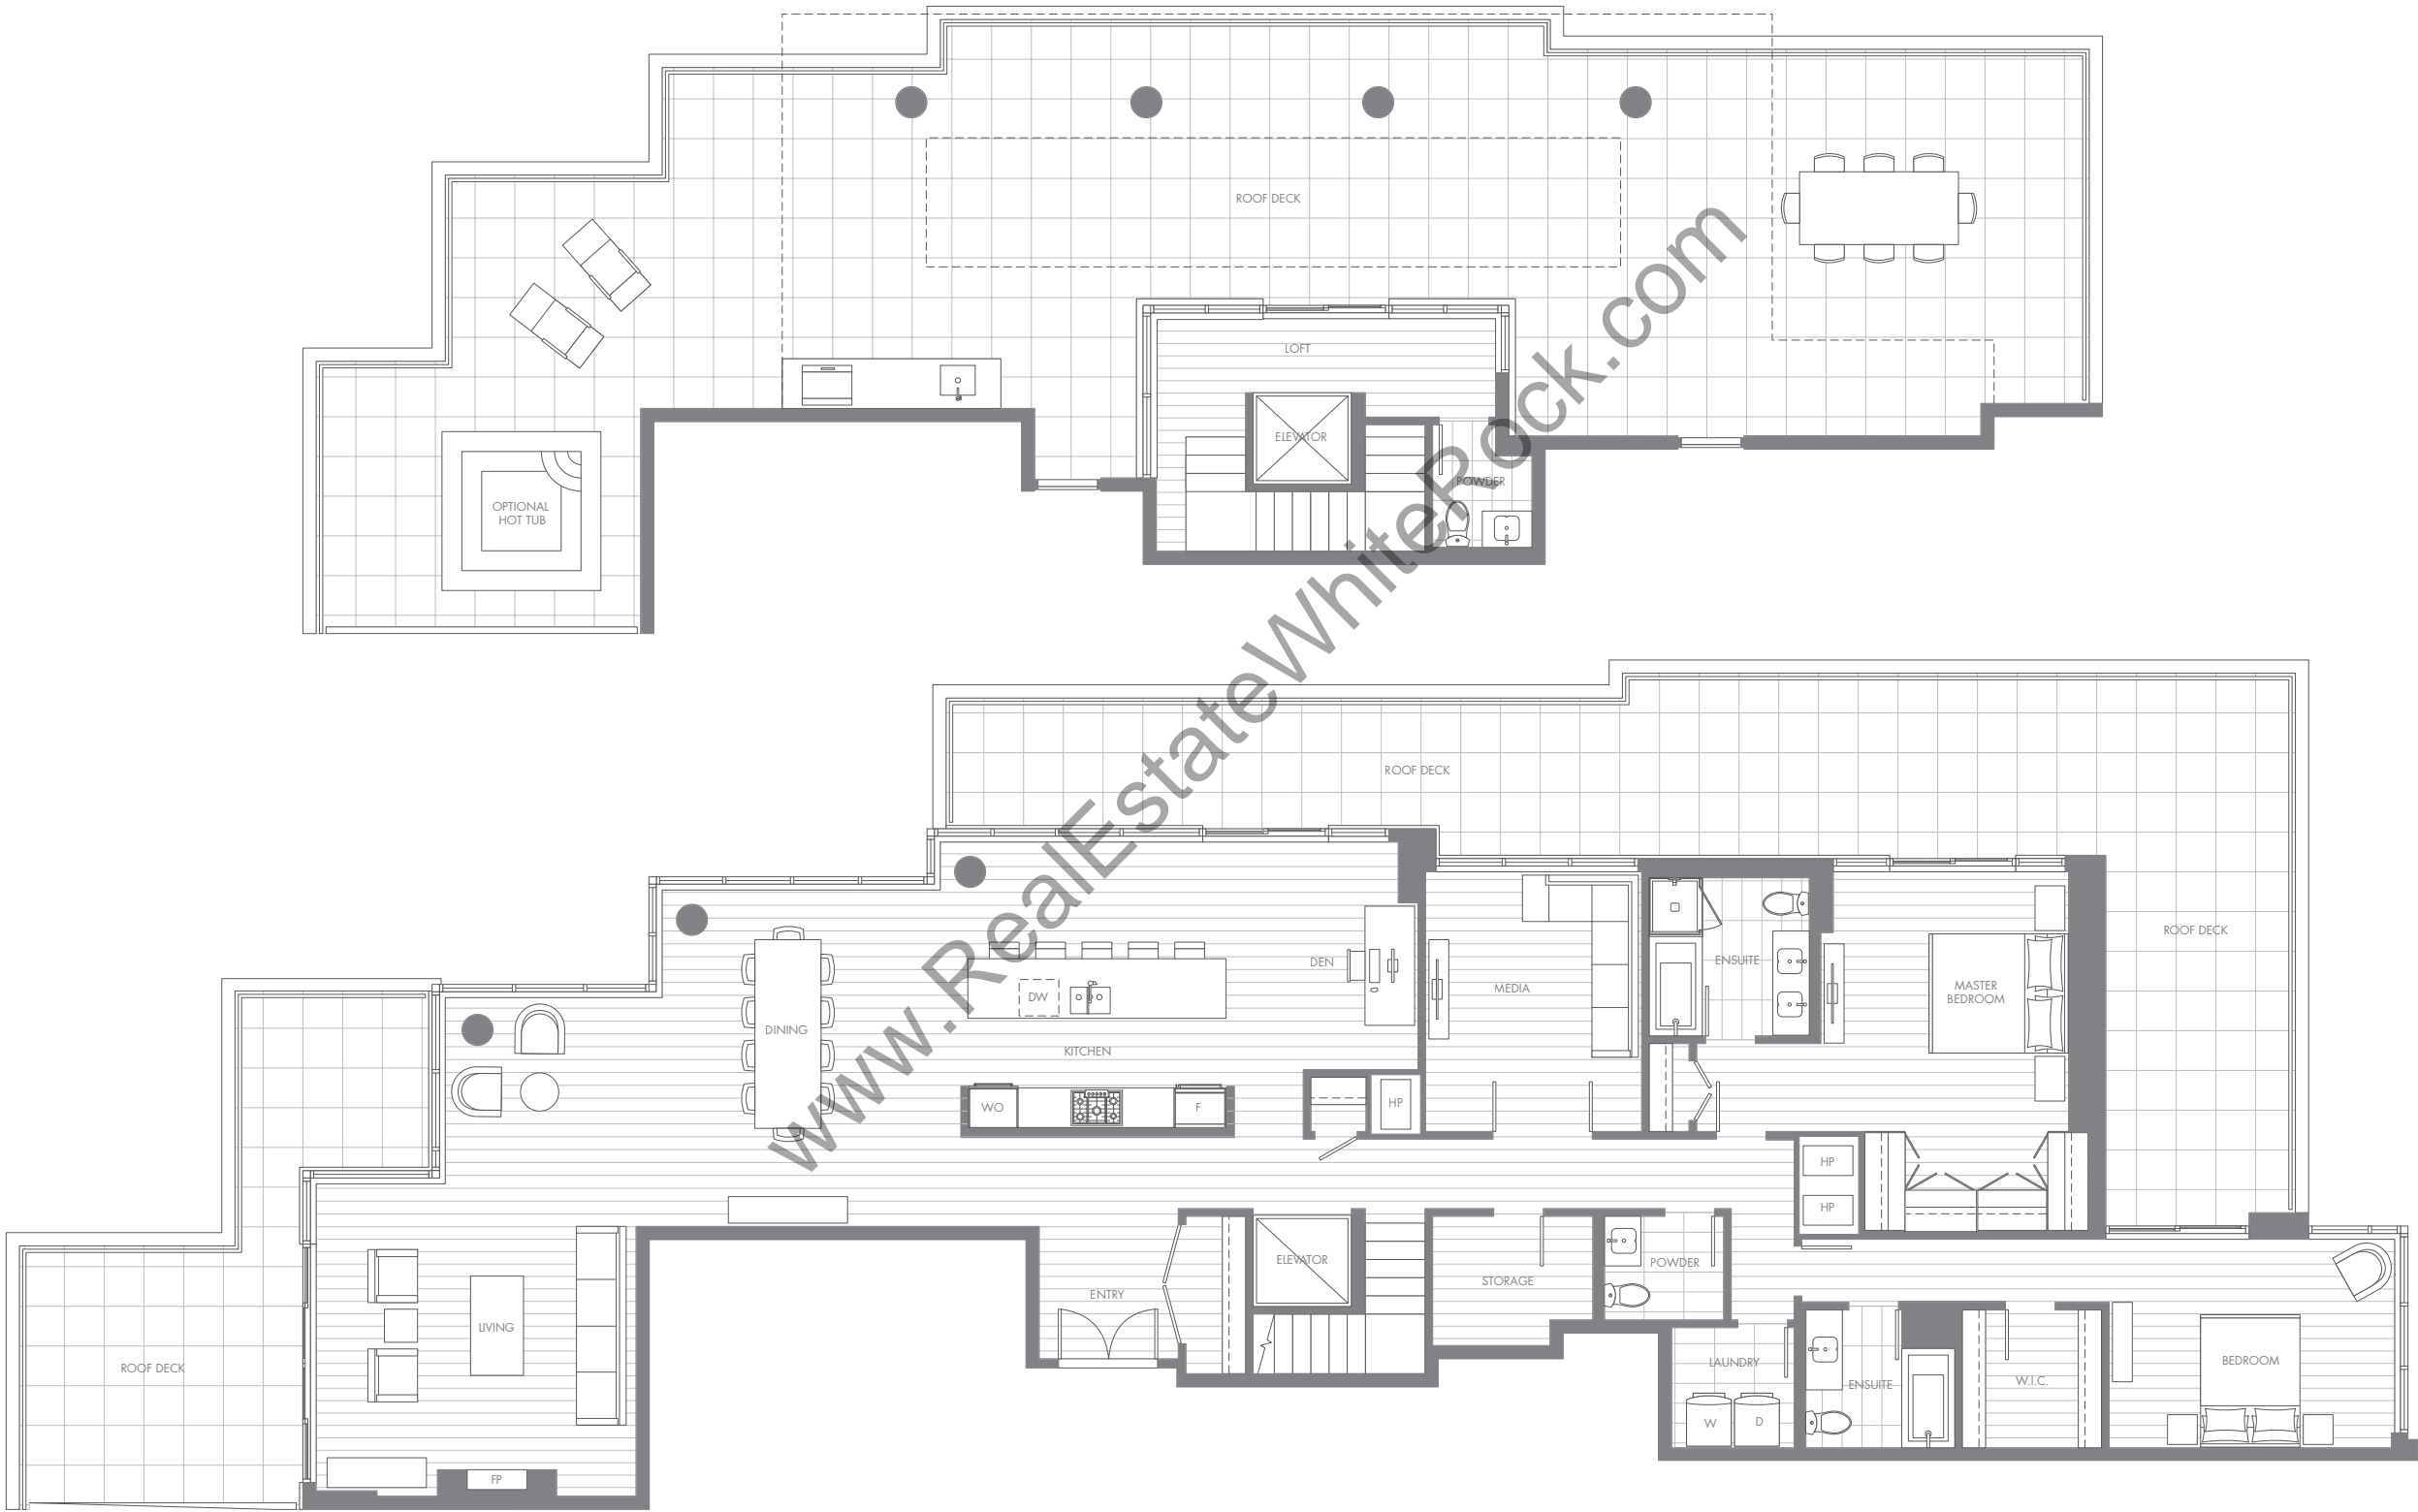 ROOF DECK
LOFT
ELEVATOR
POWDER
OPTIONAL
HOT TUB
www.RealEstateWhiteRock.com
ROOF DECK
ROOF DECK
DEN
ENSUITE
MEDIA
MASTER
BEDROOM
DW
DINING
KITCHEN
WO
F
HP
HP
HP
ELEVATOR
POWDER
STORAGE
ENTRY
LIVING
ROOF DECK
LAUNDRY
BEDROOM
ENSUITE
W.I.C.
W
D
FP